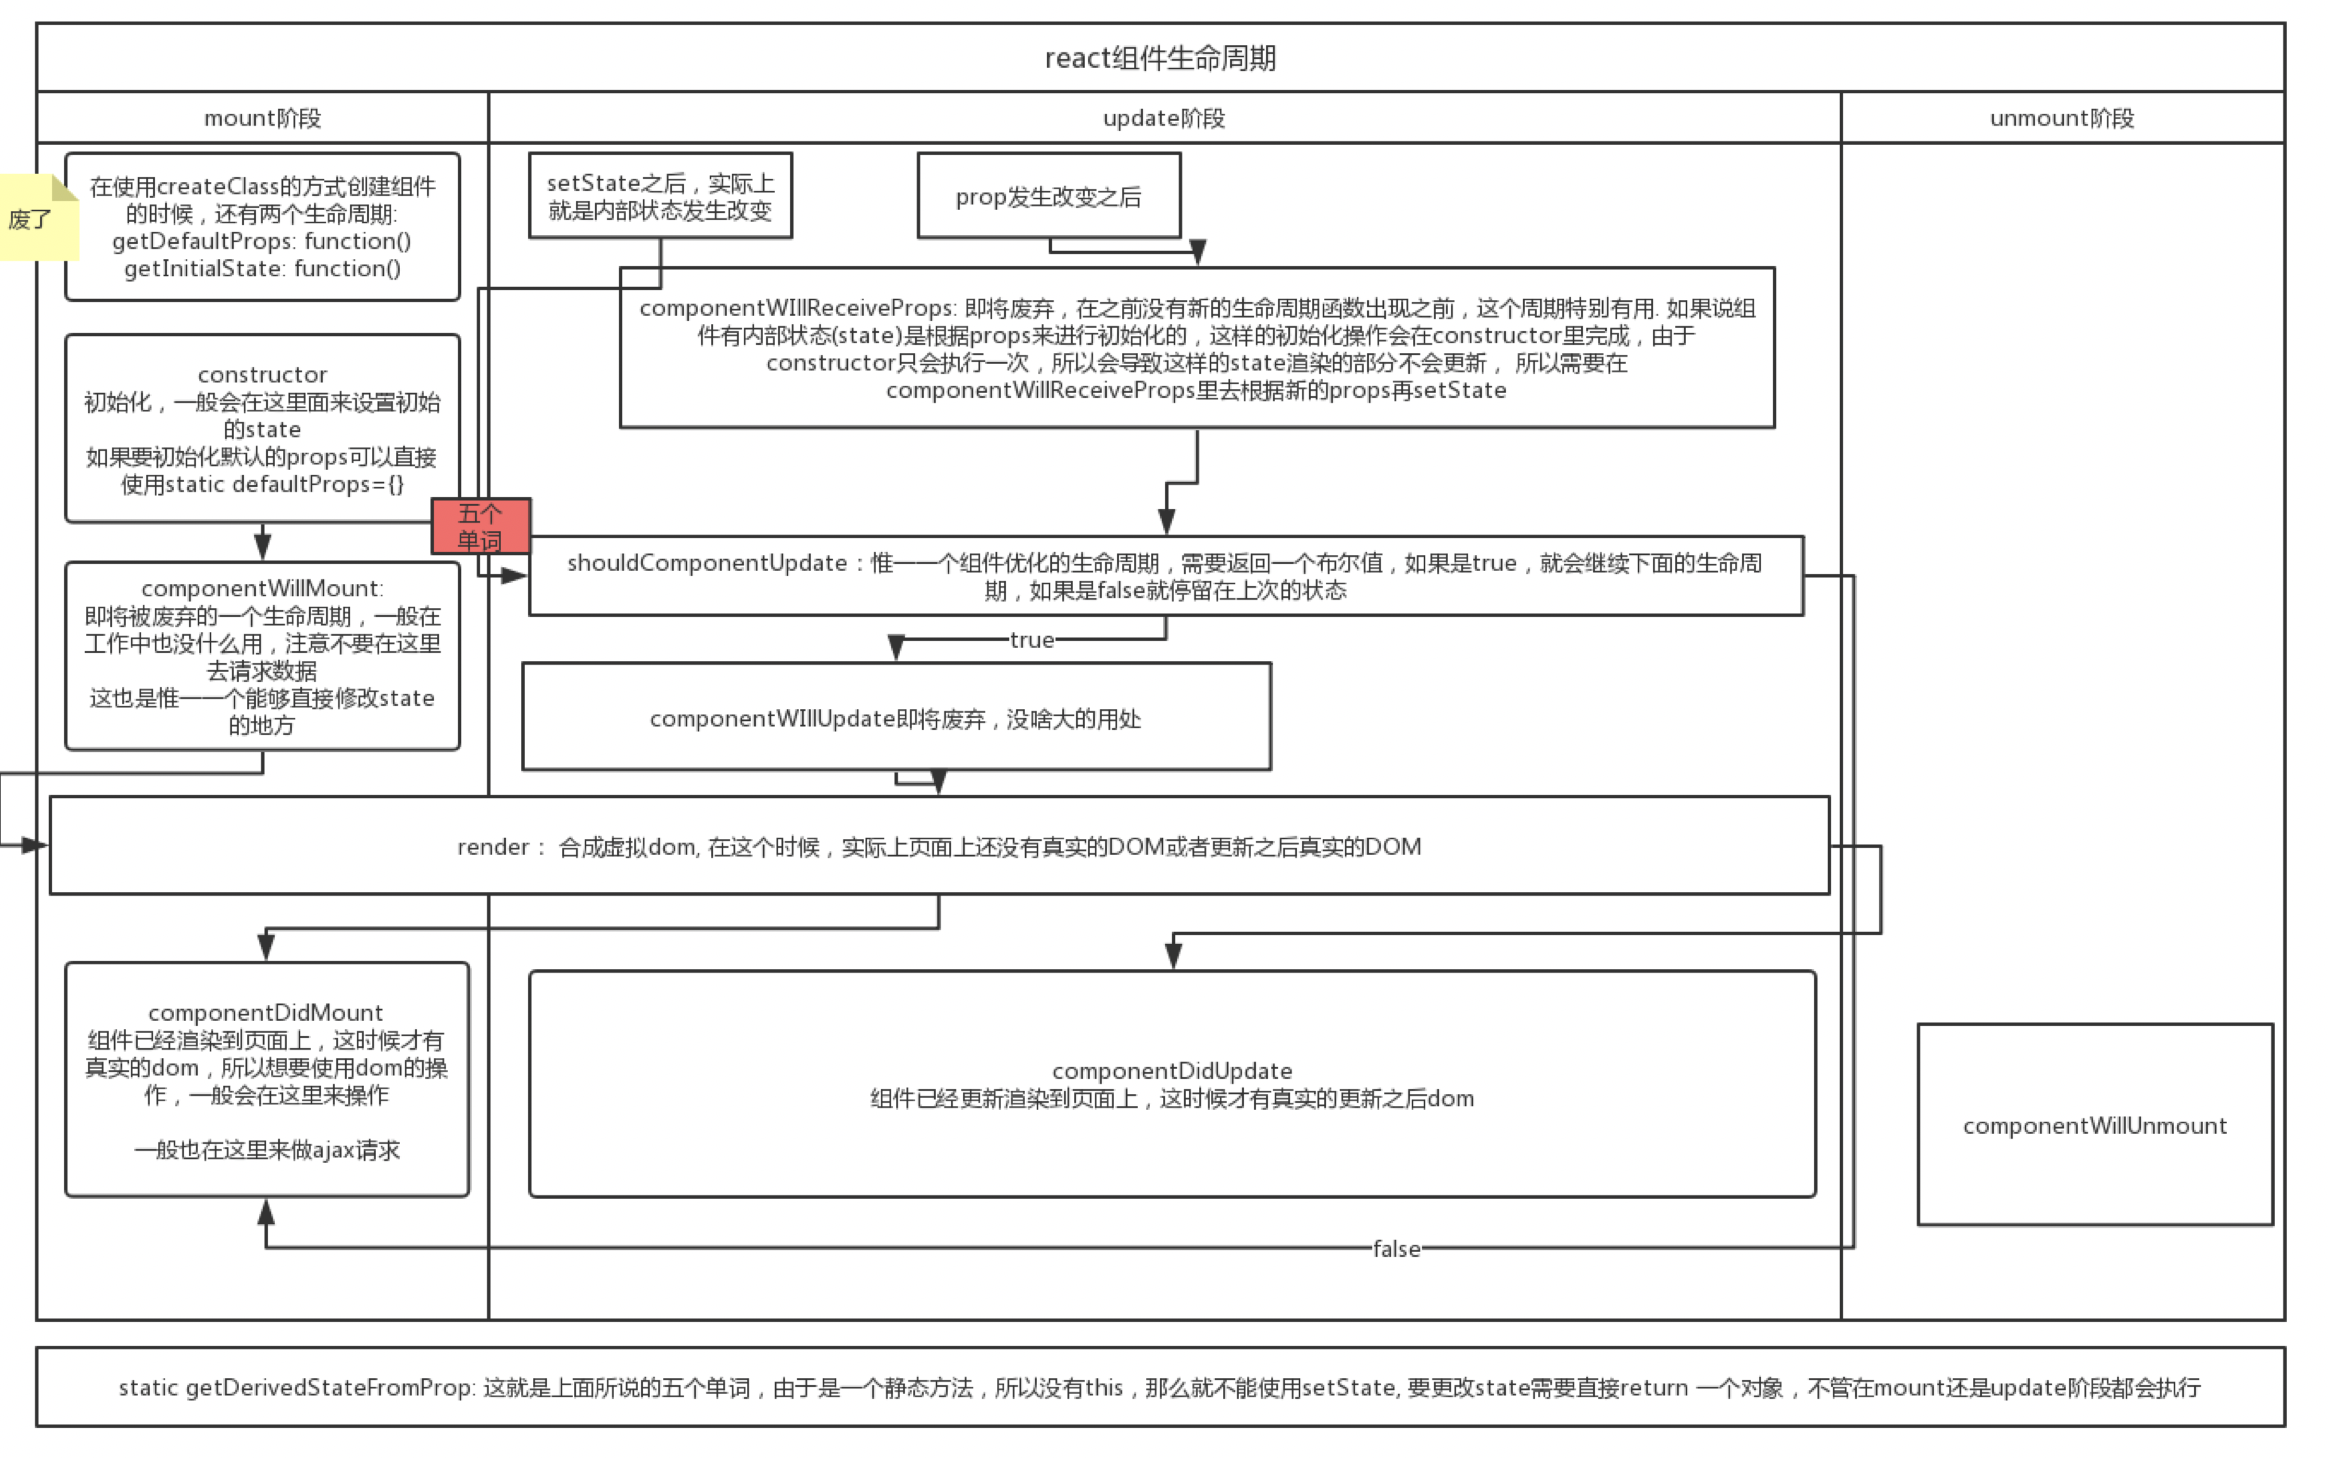 react组件生命周期
mount阶段
update阶段
unmount阶段
废了
在使用createClass的方式创建组件
的时候，还有两个生命周期:
getDefaultProps: function()
getInitialState: function()
setState之后，实际上
就是内部状态发生改变
prop发生改变之后
componentWIllReceiveProps: 即将废弃，在之前没有新的生命周期函数出现之前，这个周期特别有用. 如果说组
件有内部状态(state)是根据props来进行初始化的，这样的初始化操作会在constructor里完成，由于
constructor只会执行一次，所以会导致这样的state渲染的部分不会更新， 所以需要在
componentWillReceiveProps里去根据新的props再setState
constructor
初始化，一般会在这里面来设置初始
的state
如果要初始化默认的props可以直接
使用static defaultProps={}
五个
单词
shouldComponentUpdate：惟一一个组件优化的生命周期，需要返回一个布尔值，如果是true，就会继续下面的生命周
期，如果是false就停留在上次的状态
componentWillMount:
即将被废弃的一个生命周期，一般在
工作中也没什么用，注意不要在这里
去请求数据
这也是惟一一个能够直接修改state
的地方
true
componentWIllUpdate即将废弃，没啥大的用处
render： 合成虚拟dom, 在这个时候，实际上页面上还没有真实的DOM或者更新之后真实的DOM
componentDidMount
组件已经渲染到页面上，这时候才有
真实的dom，所以想要使用dom的操
作，一般会在这里来操作
一般也在这里来做ajax请求
componentDidUpdate
组件已经更新渲染到页面上，这时候才有真实的更新之后dom
componentWillUnmount
false
static getDerivedStateFromProp: 这就是上面所说的五个单词，由于是一个静态方法，所以没有this，那么就不能使用setState, 要更改state需要直接return 一个对象，不管在mount还是update阶段都会执行